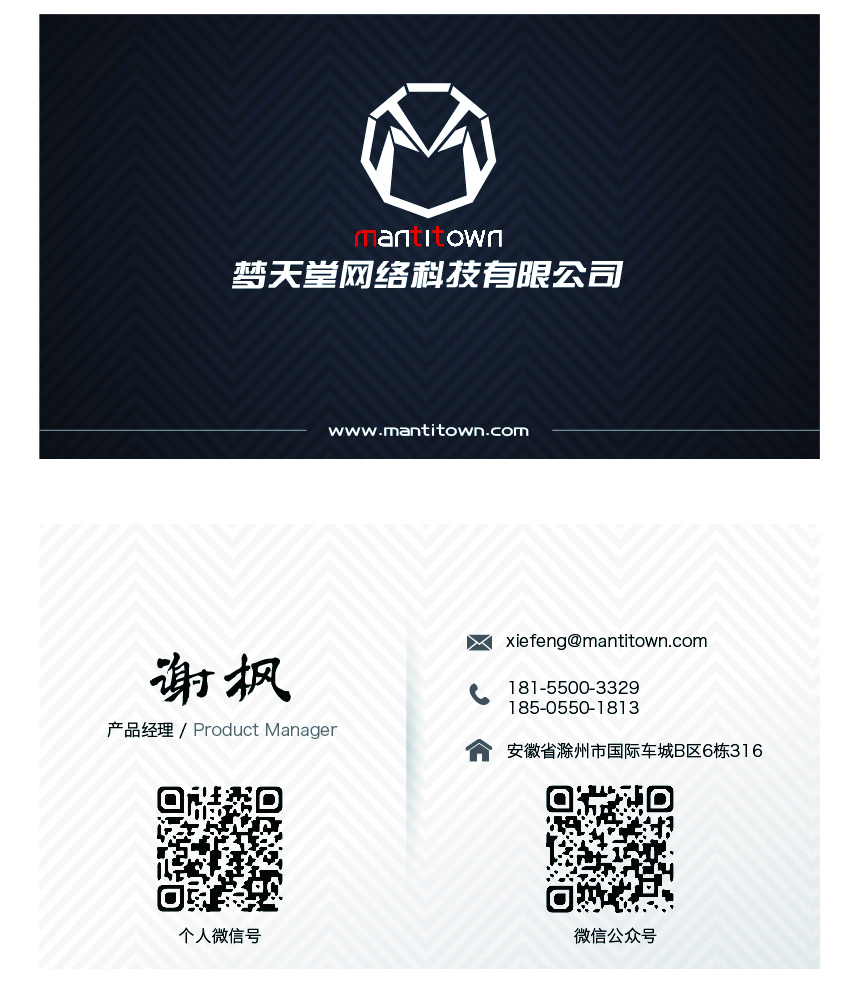 mantitown
梦天堂网络科技有限公司
www.mantitown.com
谢枫
产品经理 / Product Manager
个人微信号
xiefeng@mantitown.com
181-5500-3329
185-0550-1813
安徽省滁州市国际车城B区6栋316
微信公众号